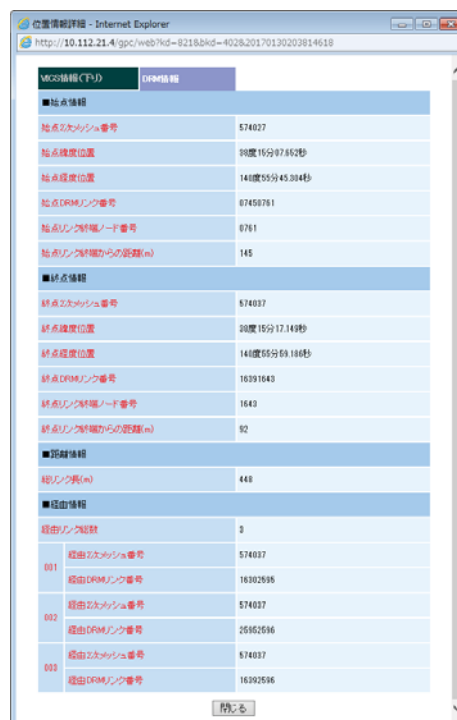 位置情報詳細 - Internet Explorer
http://10.112.21.4/gpc/web?kd=821&bkd=402&20170130203814618
VICS情報(下り) DRM情報
■始点情報
始点2次メッシュ番号 574027
始点緯度位置 38度15分07.652秒
始点経度位置 140度55分45.304秒
始点DRMリンク番号 07450761
始点リンク終端ノード番号 0761
始点リンク終端からの距離(m) 145
■終点情報
終点2次メッシュ番号 574037
終点緯度位置 38度15分17.149秒
終点経度位置 140度55分59.186秒
終点DRMリンク番号 16391643
終点リンク終端ノード番号 1643
終点リンク終端からの距離(m) 92
■距離情報
総リンク長(m) 448
■経由情報
経由リンク総数 3
001 経由2次メッシュ番号 574037
経由DRMリンク番号 16302595
002 経由2次メッシュ番号 574037
経由DRMリンク番号 25952596
003 経由2次メッシュ番号 574037
経由DRMリンク番号 16392596
閉じる